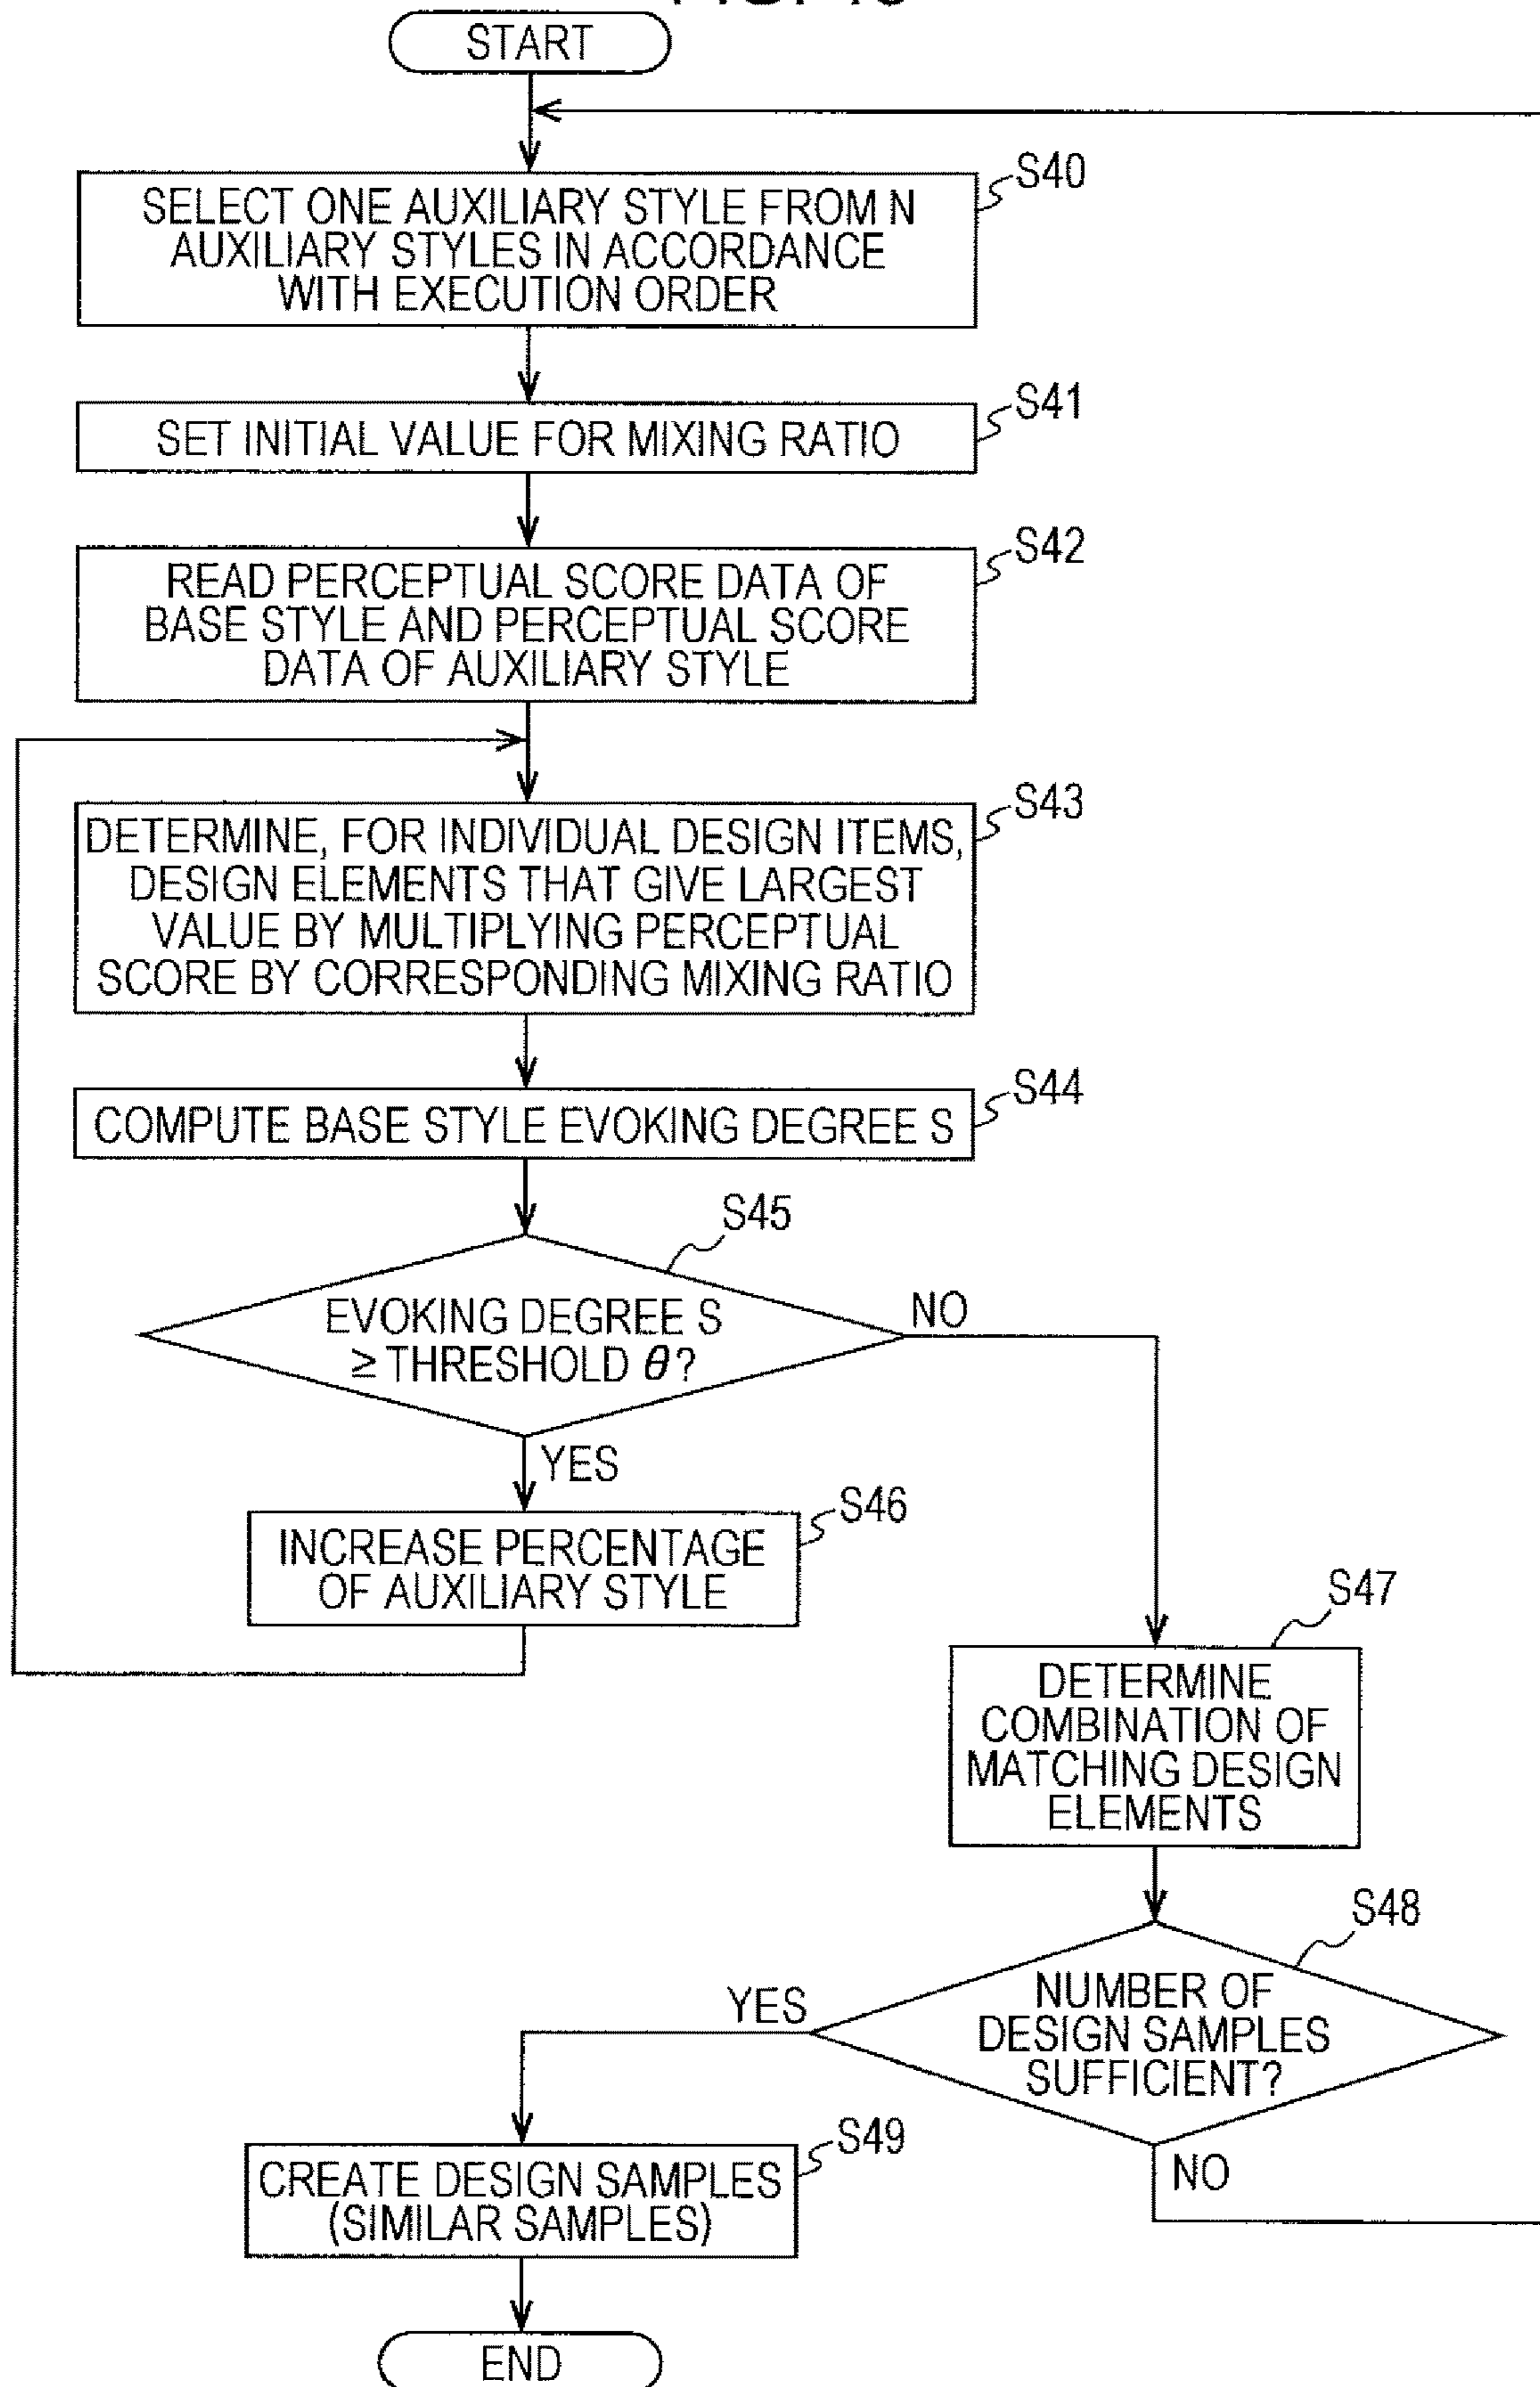 START
S40
SELECT ONE AUXILIARY STYLE FROM N
AUXILIARY STYLES IN ACCORDANCE
WITH EXECUTION ORDER
S41
SET INITIAL VALUE FOR MIXING RATIO
S42
READ PERCEPTUAL SCORE DATA OF
BASE STYLE AND PERCEPTUAL SCORE
DATA OF AUXILIARY STYLE
S43
DETERMINE, FOR INDIVIDUAL DESIGN ITEMS,
DESIGN ELEMENTS THAT GIVE LARGEST
VALUE BY MULTIPLYING PERCEPTUAL
SCORE BY CORRESPONDING MIXING RATIO
S44
COMPUTE BASE STYLE EVOKING DEGREE S
S45
EVOKING DEGREE S
≥ THRESHOLD θ?
NO
YES
S46
INCREASE PERCENTAGE
OF AUXILIARY STYLE
S47
DETERMINE
COMBINATION OF
MATCHING DESIGN
ELEMENTS
S48
NUMBER OF
DESIGN SAMPLES
SUFFICIENT?
YES
NO
S49
CREATE DESIGN SAMPLES
(SIMILAR SAMPLES)
END